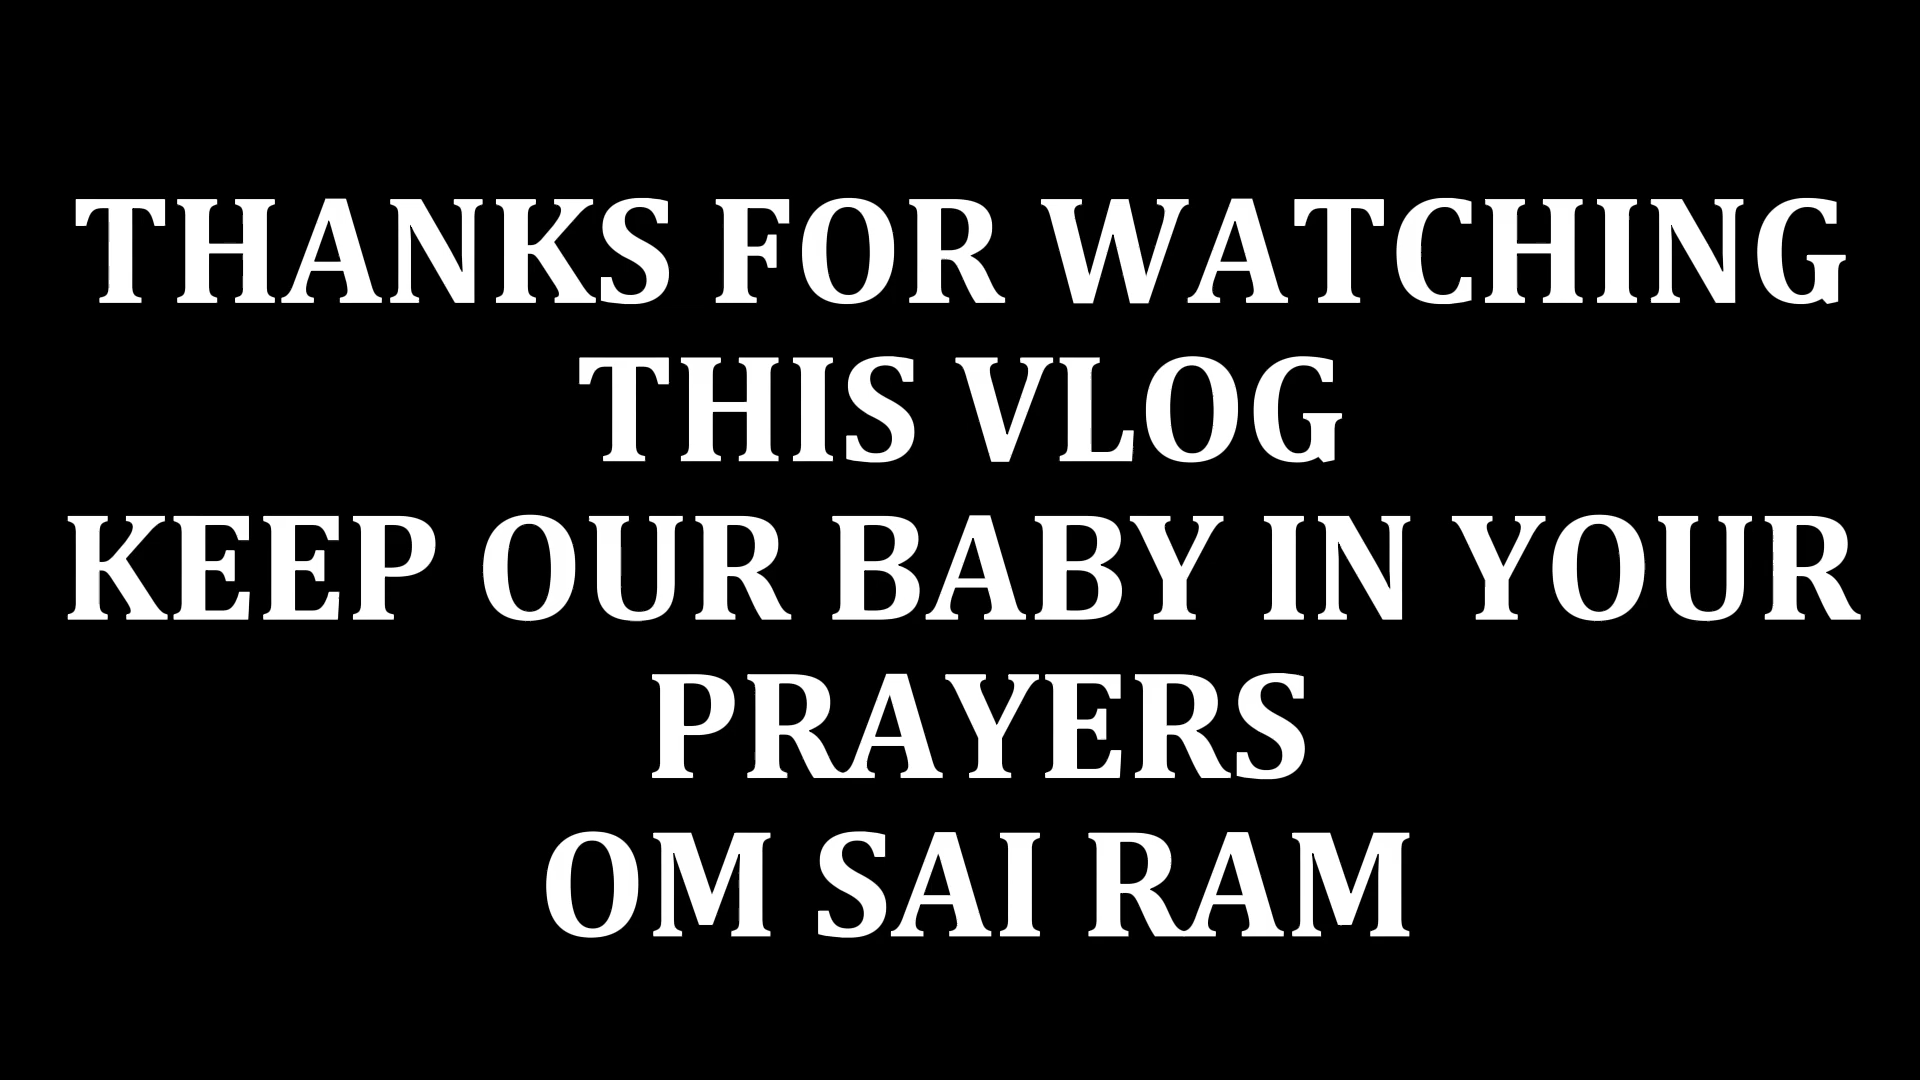 THANKS FOR WATCHING
THIS VLOG
KEEP OUR BABY IN YOUR
PRAYERS
OM SAI RAM